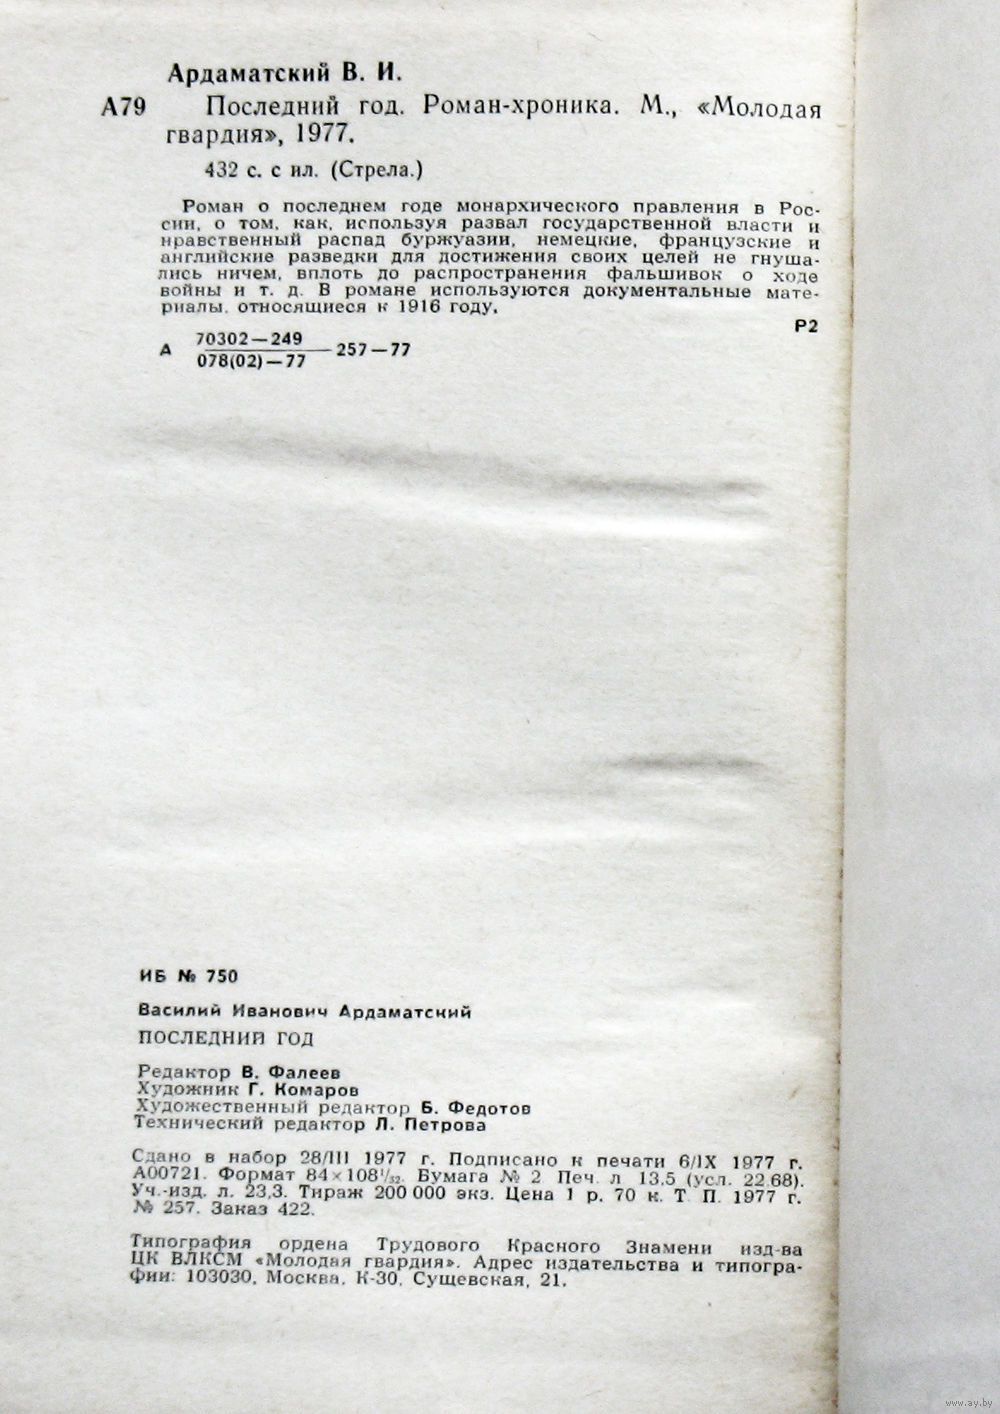 Ардаматский В. И.
А79 Последний год. Роман-хроника. М., «Молодая
гвардия», 1977.
432 с. с ил. (Стрела.)
Роман о последнем годе монархического правления в Рос-
сии, о том, как, используя развал государственной власти и
нравственный распад буржуазии, немецкие, французские и
английские разведки для достижения своих целей не гнуша-
лись ничем, вплоть до распространения фальшивок о ходе
войны и т. д. В романе используются документальные мате-
риалы, относящиеся к 1916 году.
Р2
70302—249
А 257—77
078(02)—77
ИБ № 750
Василий Иванович Ардаматский
ПОСЛЕДНИЙ ГОД
Редактор В. Фалеев
Художник Г. Комаров
Художественный редактор Б. Федотов
Технический редактор Л. Петрова
Сдано в набор 28/III 1977 г. Подписано к печати 6/IX 1977 г.
А00721. Формат 84×108¹/₃₂. Бумага № 2. Печ. л. 13,5 (усл. 22,68).
Уч.-изд. л. 23,3. Тираж 200 000 экз. Цена 1 р. 70 к. Т. П. 1977 г.
№ 257. Заказ 422.
Типография ордена Трудового Красного Знамени изд-ва
ЦК ВЛКСМ «Молодая гвардия». Адрес издательства и типогра-
фии: 103030, Москва, К-30, Сущевская, 21.
www.ay.by